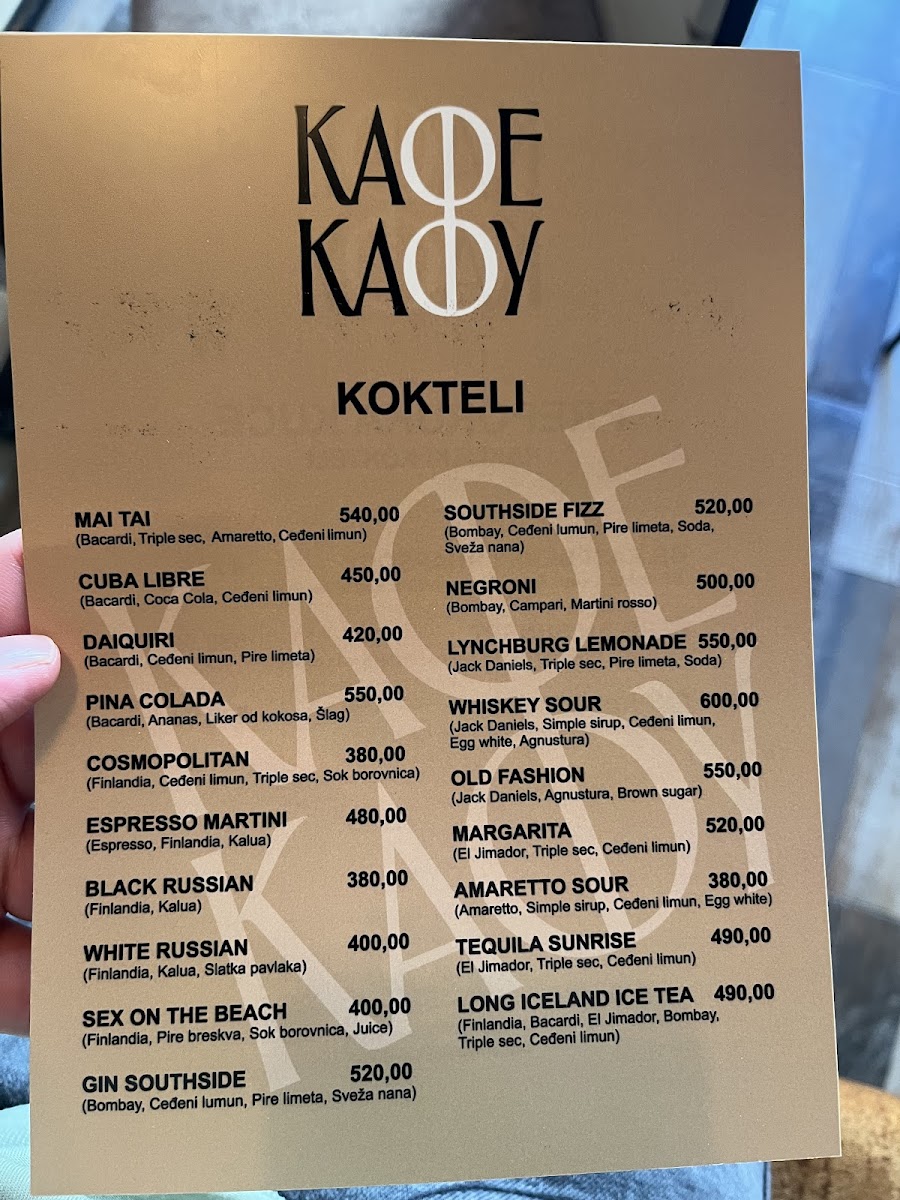 КАФЕ
КАФУ
KOKTELI
MAI TAI 540,00
(Bacardi, Triple sec, Amaretto, Ceđeni limun)
CUBA LIBRE 450,00
(Bacardi, Coca Cola, Ceđeni limun)
DAIQUIRI 420,00
(Bacardi, Ceđeni limun, Pire limeta)
PINA COLADA 550,00
(Bacardi, Ananas, Liker od kokosa, Šlag)
COSMOPOLITAN 380,00
(Finlandia, Ceđeni limun, Triple sec, Sok borovnica)
ESPRESSO MARTINI 480,00
(Espresso, Finlandia, Kalua)
BLACK RUSSIAN 380,00
(Finlandia, Kalua)
WHITE RUSSIAN 400,00
(Finlandia, Kalua, Slatka pavlaka)
SEX ON THE BEACH 400,00
(Finlandia, Pire breskva, Sok borovnica, Juice)
GIN SOUTHSIDE 520,00
(Bombay, Ceđeni lumun, Pire limeta, Sveža nana)
SOUTHSIDE FIZZ 520,00
(Bombay, Ceđeni lumun, Pire limeta, Soda,
Sveža nana)
NEGRONI 500,00
(Bombay, Campari, Martini rosso)
LYNCHBURG LEMONADE 550,00
(Jack Daniels, Triple sec, Pire limeta, Soda)
WHISKEY SOUR 600,00
(Jack Daniels, Simple sirup, Ceđeni limun,
Egg white, Agnustura)
OLD FASHION 550,00
(Jack Daniels, Agnustura, Brown sugar)
MARGARITA 520,00
(El Jimador, Triple sec, Ceđeni limun)
AMARETTO SOUR 380,00
(Amaretto, Simple sirup, Ceđeni limun, Egg white)
TEQUILA SUNRISE 490,00
(El Jimador, Triple sec, Ceđeni limun)
LONG ICELAND ICE TEA 490,00
(Finlandia, Bacardi, El Jimador, Bombay,
Triple sec, Ceđeni limun)
КАФЕ
КАФУ